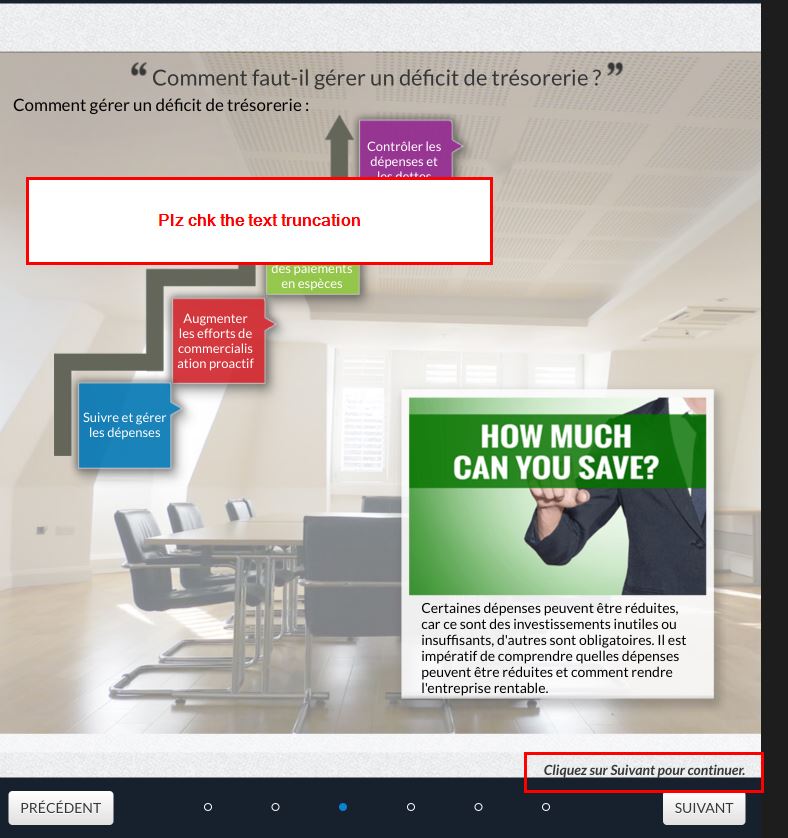 “ Comment faut-il gérer un déficit de trésorerie ? ”
Comment gérer un déficit de trésorerie :
Contrôler les
dépenses et
les dettes
Plz chk the text truncation
des paiements
en espèces
Augmenter
les efforts de
commercialis
ation proactif
Suivre et gérer
les dépenses
HOW MUCH
CAN YOU SAVE?
Certaines dépenses peuvent être réduites,
car ce sont des investissements inutiles ou
insuffisants, d'autres sont obligatoires. Il est
impératif de comprendre quelles dépenses
peuvent être réduites et comment rendre
l'entreprise rentable.
Cliquez sur Suivant pour continuer.
PRÉCÉDENT
SUIVANT